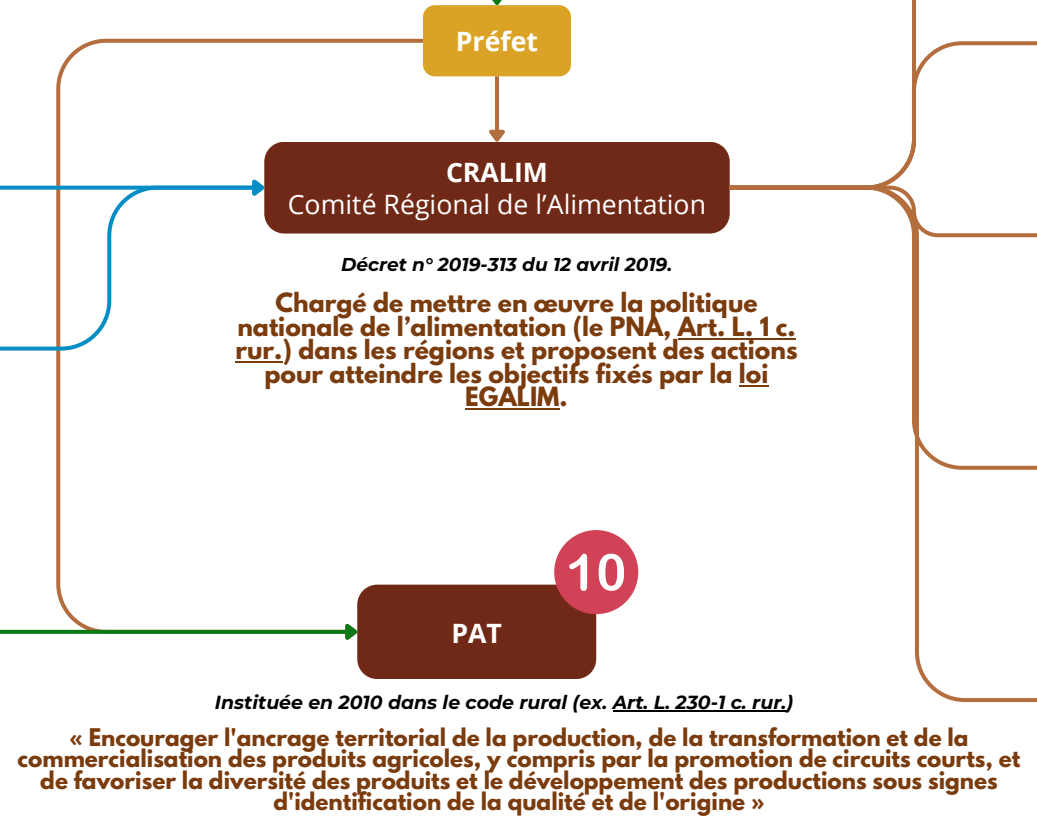 Préfet
CRALIM
Comité Régional de l’Alimentation
Décret n° 2019-313 du 12 avril 2019.
Chargé de mettre en œuvre la politique
nationale de l’alimentation (le PNA, Art. L. 1 c.
rur.) dans les régions et proposent des actions
pour atteindre les objectifs fixés par la loi
EGALIM.
10
PAT
Instituée en 2010 dans le code rural (ex. Art. L. 230-1 c. rur.)
« Encourager l'ancrage territorial de la production, de la transformation et de la
commercialisation des produits agricoles, y compris par la promotion de circuits courts, et
de favoriser la diversité des produits et le développement des productions sous signes
d'identification de la qualité et de l'origine »